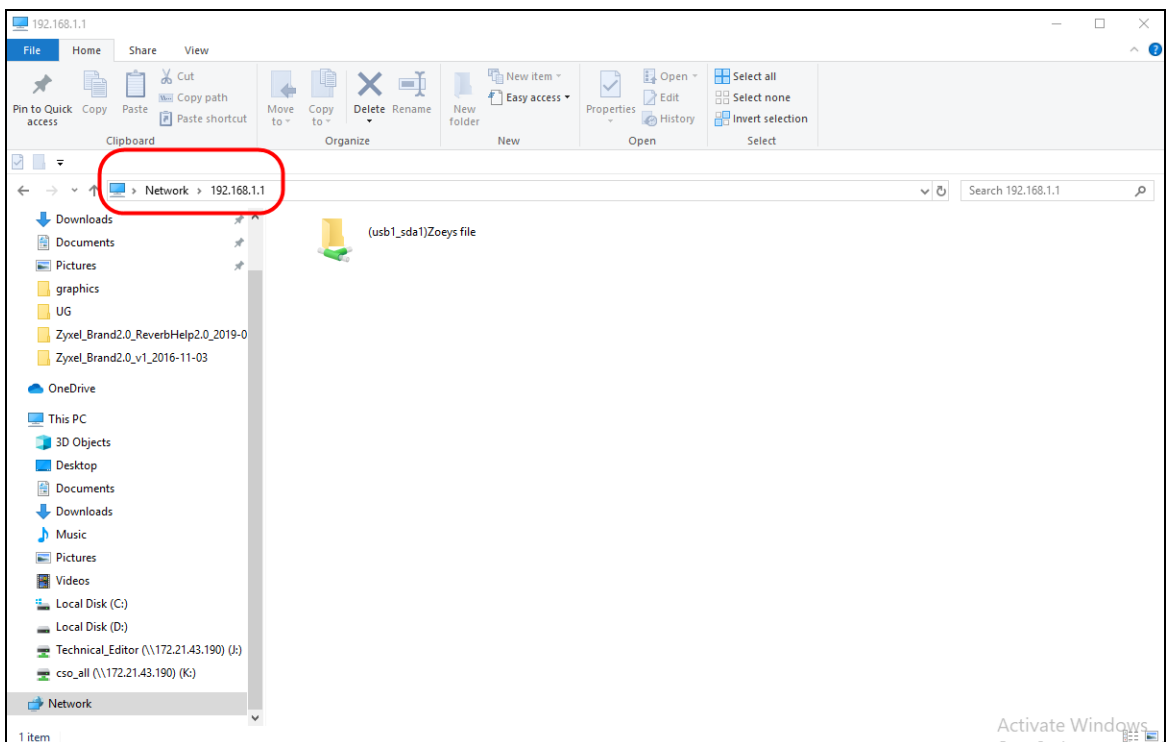 192.168.1.1
File Home Share View
Pin to Quick access
Copy
Paste
Cut
Copy path
Paste shortcut
Clipboard
Move to
Copy to
Delete
Rename
Organize
New folder
New item
Easy access
New
Properties
Open
Edit
History
Open
Select all
Select none
Invert selection
Select
Network > 192.168.1.1
Search 192.168.1.1
Downloads
Documents
Pictures
graphics
UG
Zyxel_Brand2.0_ReverbHelp2.0_2019-0
Zyxel_Brand2.0_v1_2016-11-03
OneDrive
This PC
3D Objects
Desktop
Documents
Downloads
Music
Pictures
Videos
Local Disk (C:)
Local Disk (D:)
Technical_Editor (\\172.21.43.190) (J:)
cso_all (\\172.21.43.190) (K:)
Network
(usb1_sda1)Zoeys file
1 item
Activate Windows